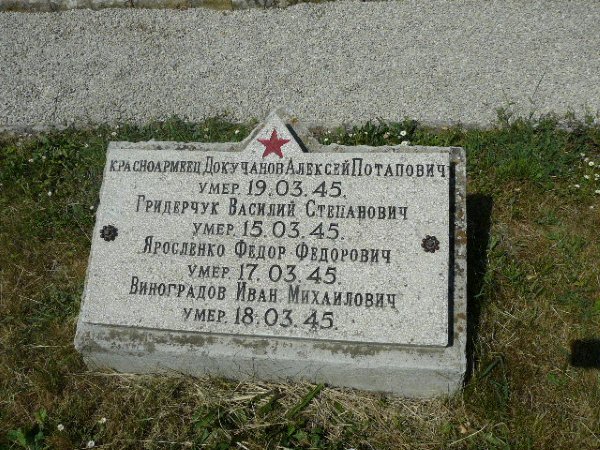 КРАСНОАРМЕЕЦ ДОКУЧАНОВ АЛЕКСЕЙ ПОТАПОВИЧ
УМЕР 19.03.45.
ГРИДЕРЧУК ВАСИЛИЙ СТЕПАНОВИЧ
УМЕР. 15.03.45.
ЯРОСЛЕНКО ФЕДОР ФЕДОРОВИЧ
УМЕР. 17.03.45.
ВИНОГРАДОВ ИВАН МИХАИЛОВИЧ
УМЕР. 18.03.45.